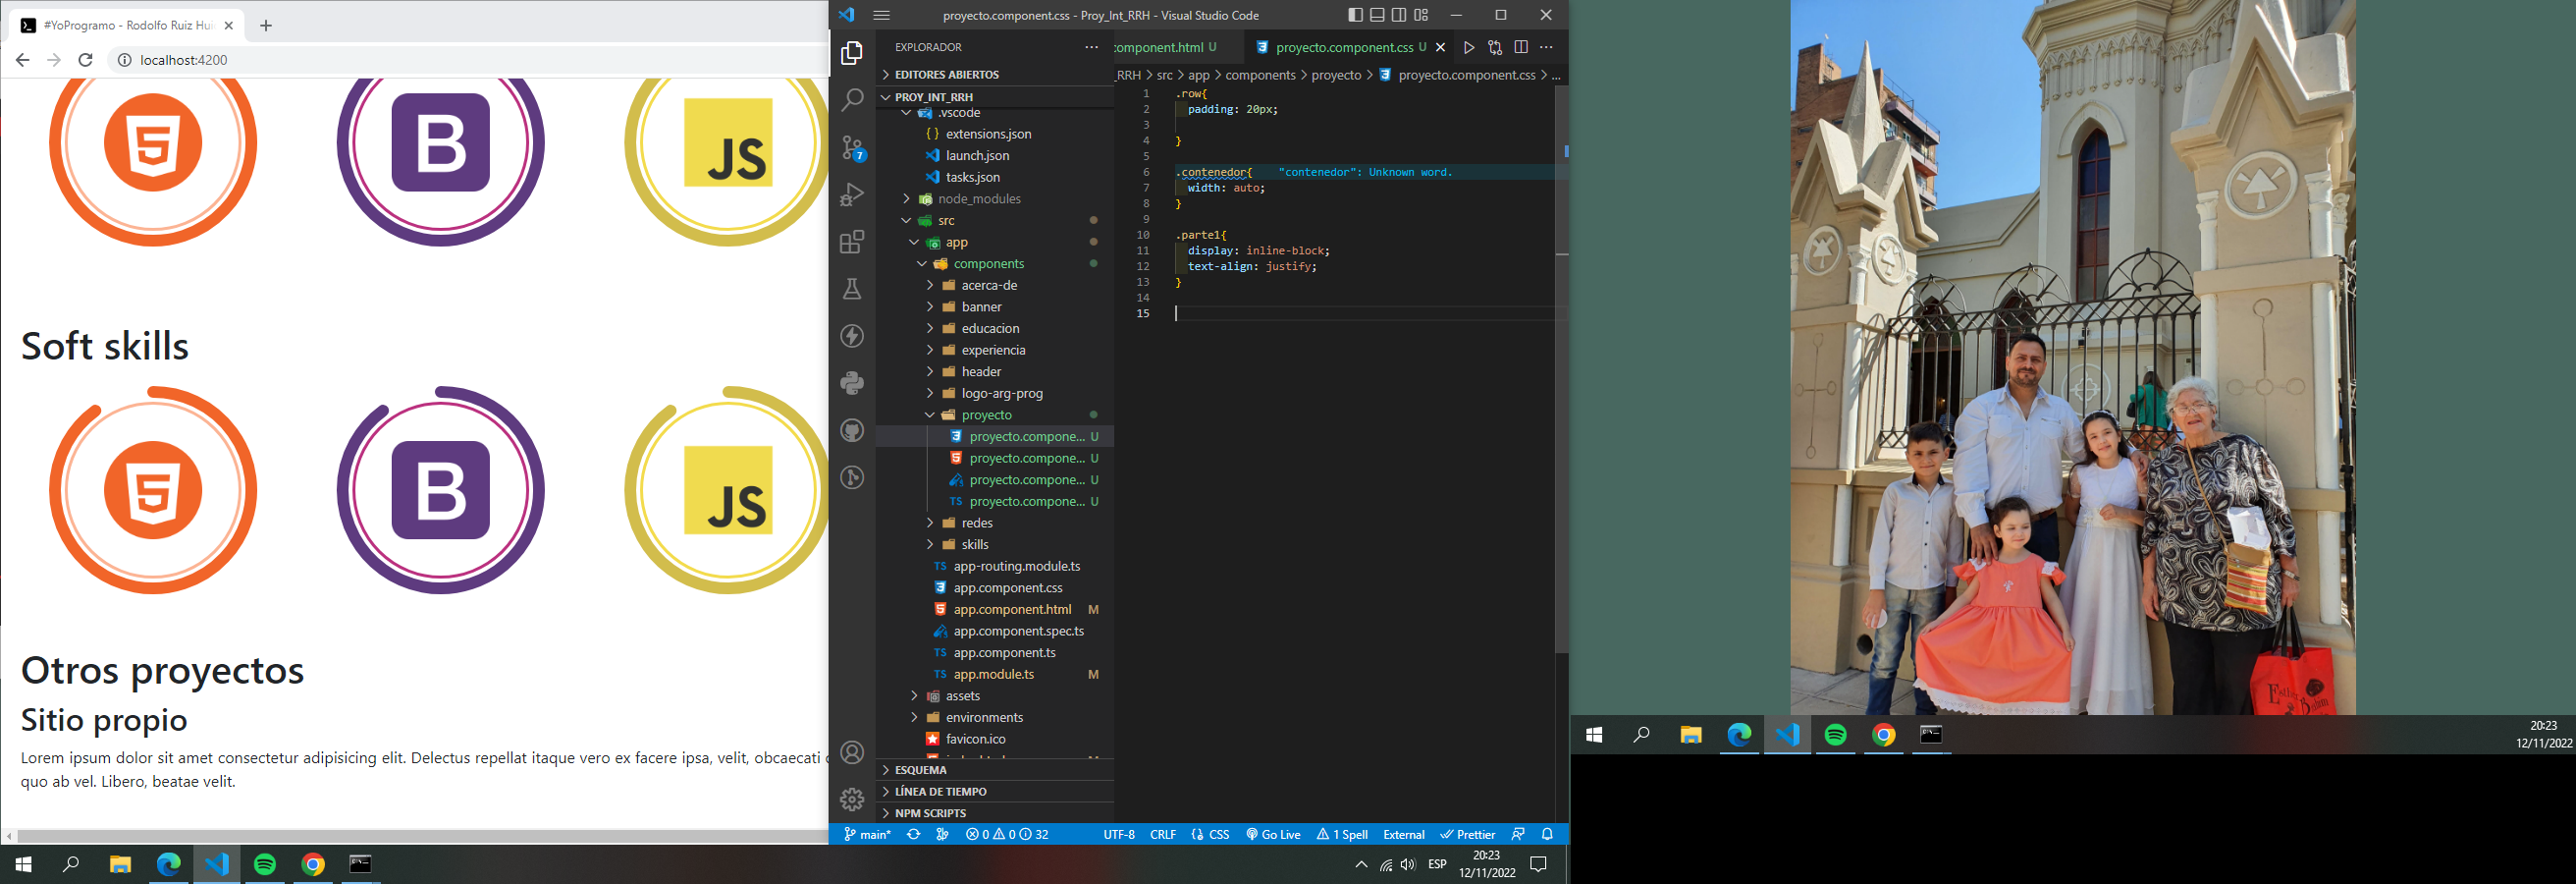 #YoProgramo - Rodolfo Ruiz Hui
localhost:4200
5
B
JS
Soft skills
5
B
JS
Otros proyectos
Sitio propio
Lorem ipsum dolor sit amet consectetur adipisicing elit. Delectus repellat itaque vero ex facere ipsa, velit, obcaecati
quo ab vel. Libero, beatae velit.
proyecto.component.css - Proy_Int_RRH - Visual Studio Code
EXPLORADOR
EDITORES ABIERTOS
PROY_INT_RRH
.vscode
extensions.json
launch.json
tasks.json
node_modules
src
app
components
acerca-de
banner
educacion
experiencia
header
logo-arg-prog
proyecto
proyecto.compone... U
proyecto.compone... U
proyecto.compone... U
TS proyecto.compone... U
redes
skills
TS app-routing.module.ts
app.component.css
app.component.html M
app.component.spec.ts
TS app.component.ts
TS app.module.ts M
assets
environments
favicon.ico
ESQUEMA
LÍNEA DE TIEMPO
NPM SCRIPTS
7
component.html U
proyecto.component.css U
_RRH > src > app > components > proyecto > proyecto.component.css > ...
1 .row{
2 padding: 20px;
3
4 }
5
6 .contenedor{ "contenedor": Unknown word.
7 width: auto;
8 }
9
10 .parte1{
11 display: inline-block;
12 text-align: justify;
13 }
14
15
main* 0 0 32 UTF-8 CRLF CSS Go Live 1 Spell External Prettier
ESP
20:23
12/11/2022
20:23
12/11/2022